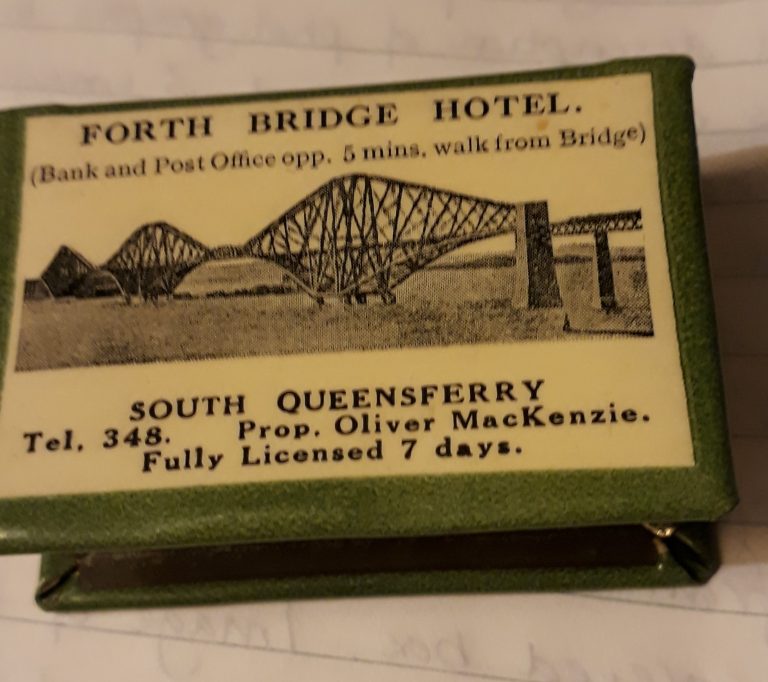 FORTH BRIDGE HOTEL.
(Bank and Post Office opp. 5 mins. walk from Bridge)
SOUTH QUEENSFERRY
Tel. 348. Prop. Oliver MacKenzie.
Fully Licensed 7 days.